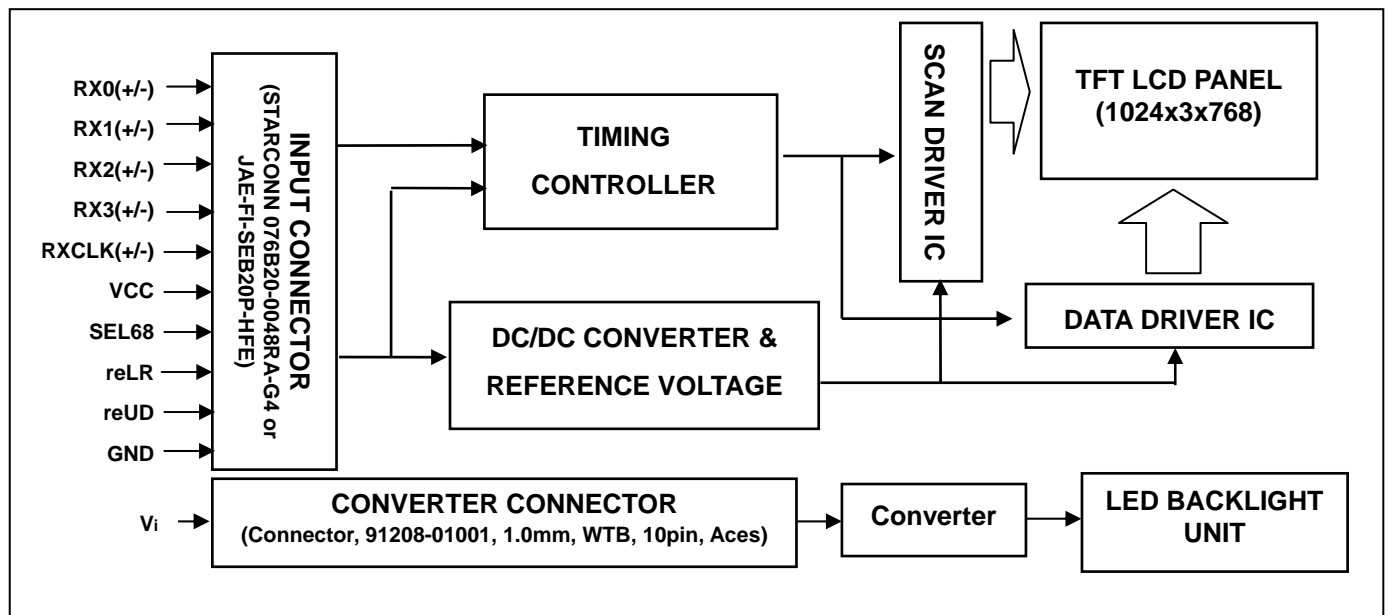 RX0(+/-)
RX1(+/-)
RX2(+/-)
RX3(+/-)
RXCLK(+/-)
VCC
SEL68
reLR
reUD
GND
INPUT CONNECTOR
(STARCONN 076B20-0048RA-G4 or
JAE-FI-SEB20P-HFE)
TIMING
CONTROLLER
DC/DC CONVERTER &
REFERENCE VOLTAGE
SCAN DRIVER IC
TFT LCD PANEL
(1024x3x768)
DATA DRIVER IC
Vi
CONVERTER CONNECTOR
(Connector, 91208-01001, 1.0mm, WTB, 10pin, Aces)
Converter
LED BACKLIGHT
UNIT